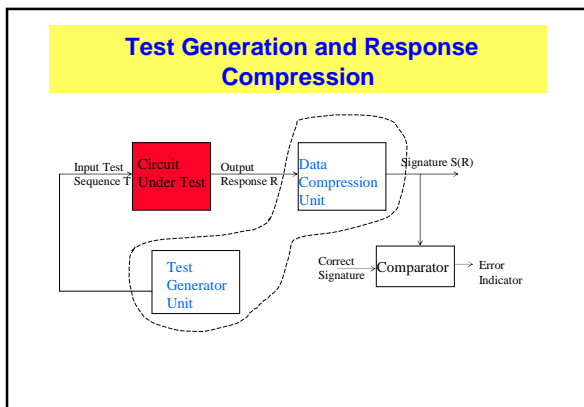 Test Generation and Response
Compression
Input Test
Sequence T
Circuit
Under Test
Output
Response R
Data
Compression
Unit
Signature S(R)
Test
Generator
Unit
Correct
Signature
Comparator
Error
Indicator